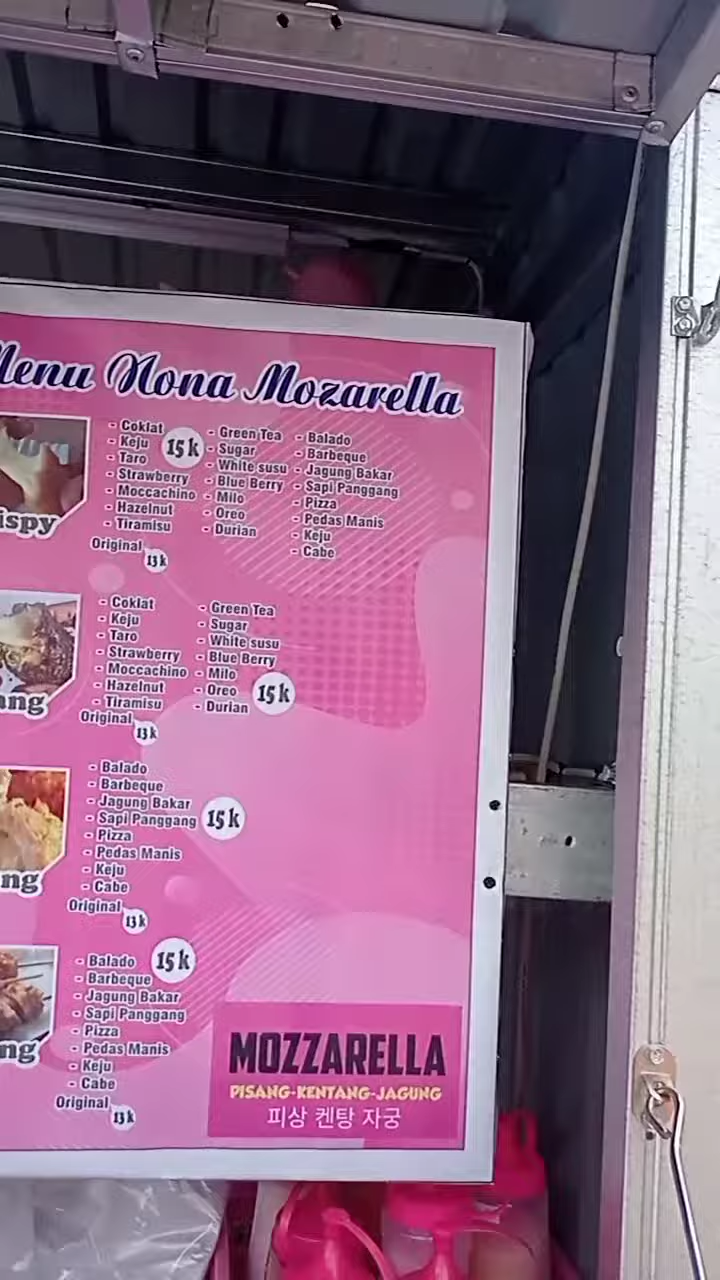 Menu Nona Mozarella
- Coklat
- Keju
- Taro
- Strawberry
- Moccachino
- Hazelnut
- Tiramisu
15 k
- Green Tea
- Sugar
- White susu
- Blue Berry
- Milo
- Oreo
- Durian
- Balado
- Barbeque
- Jagung Bakar
- Sapi Panggang
- Pizza
- Pedas Manis
- Keju
- Cabe
ispy
Original 13 k
- Coklat
- Keju
- Taro
- Strawberry
- Moccachino
- Hazelnut
- Tiramisu
- Green Tea
- Sugar
- White susu
- Blue Berry
- Milo
- Oreo
- Durian
15 k
ang
Original 13 k
- Balado
- Barbeque
- Jagung Bakar
- Sapi Panggang
- Pizza
- Pedas Manis
- Keju
- Cabe
15 k
ng
Original 13 k
- Balado
- Barbeque
- Jagung Bakar
- Sapi Panggang
- Pizza
- Pedas Manis
- Keju
- Cabe
15 k
ng
Original 13 k
MOZZARELLA
PISANG-KENTANG-JAGUNG
피상 켄탕 자궁